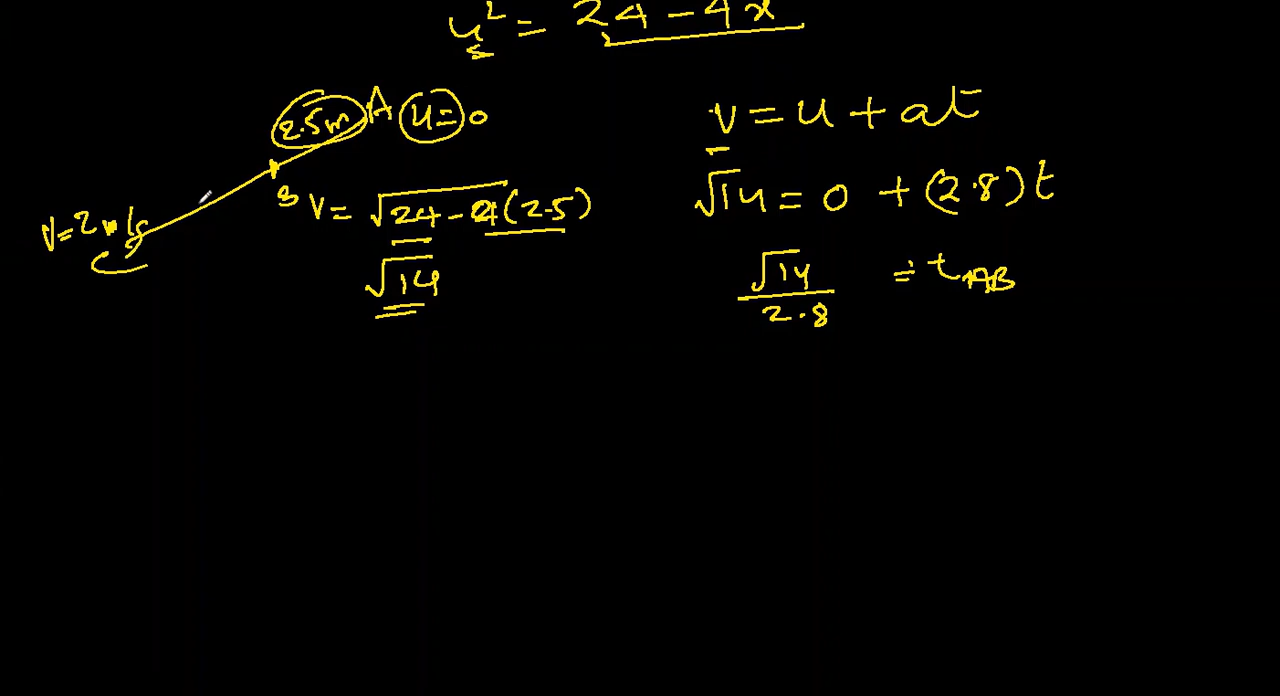 u² = 24 - 4x
2.5m A u = 0
v = u + at
B v = √24 - 4(2.5)
√14 = 0 + (2.8)t
v=2m/s
√14
√14/2.8 = tAB